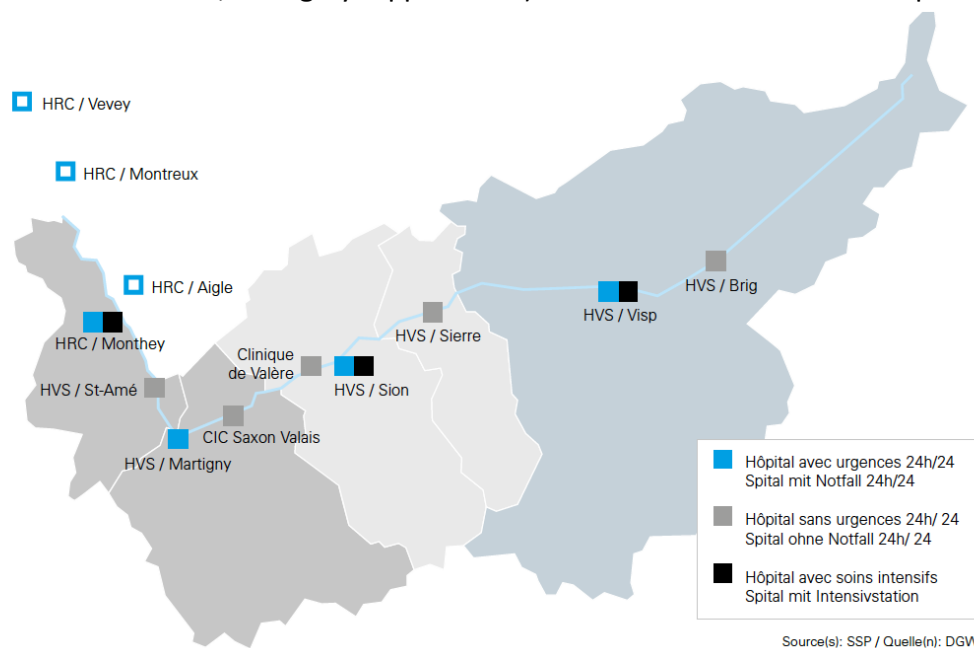 HRC / Vevey
HRC / Montreux
HRC / Aigle
HRC / Monthey
HVS / St-Amé
HVS / Martigny
CIC Saxon Valais
Clinique
de Valère
HVS / Sion
HVS / Sierre
HVS / Visp
HVS / Brig
Hôpital avec urgences 24h/24
Spital mit Notfall 24h/24
Hôpital sans urgences 24h/ 24
Spital ohne Notfall 24h/ 24
Hôpital avec soins intensifs
Spital mit Intensivstation
Source(s): SSP / Quelle(n): DGW